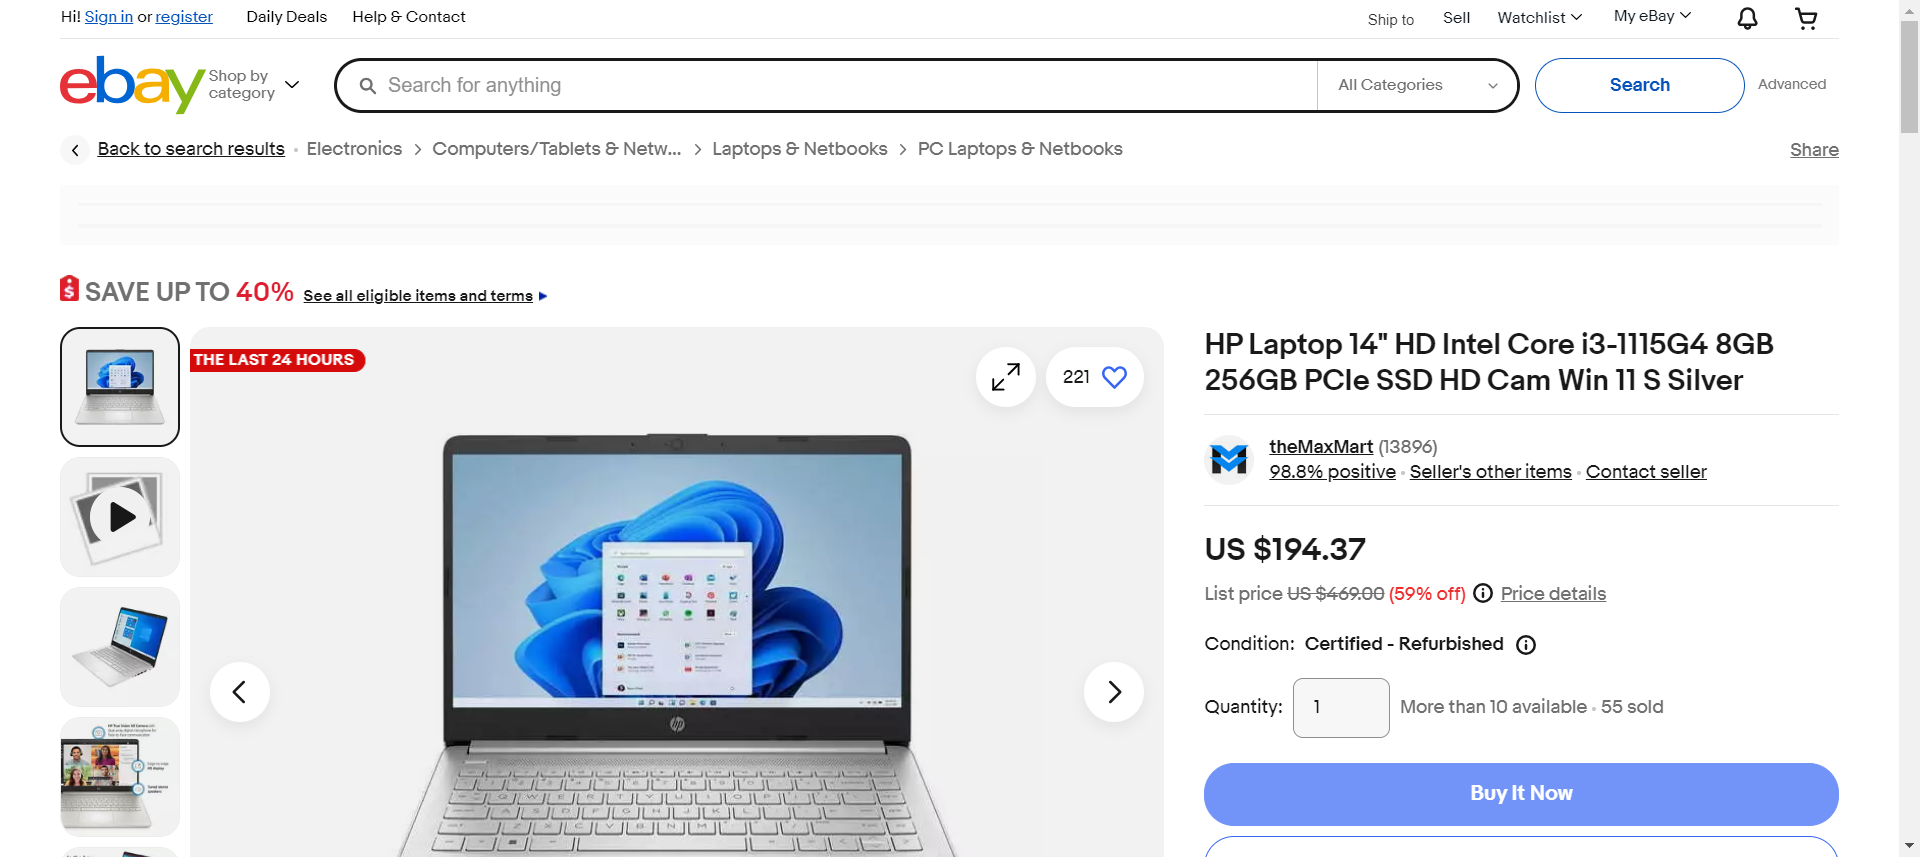 Hi! Sign in or register
Daily Deals
Help & Contact
Ship to
Sell
Watchlist
My eBay
ebay
Shop by
category
Search for anything
All Categories
Search
Advanced
Back to search results
Electronics
Computers/Tablets & Netw...
Laptops & Netbooks
PC Laptops & Netbooks
Share
SAVE UP TO 40%
See all eligible items and terms
THE LAST 24 HOURS
221
HP Laptop 14" HD Intel Core i3-1115G4 8GB
256GB PCIe SSD HD Cam Win 11 S Silver
theMaxMart (13896)
98.8% positive · Seller's other items · Contact seller
US $194.37
List price US $469.00 (59% off)
Price details
Condition: Certified - Refurbished
Quantity: 1
More than 10 available · 55 sold
Buy It Now
hp